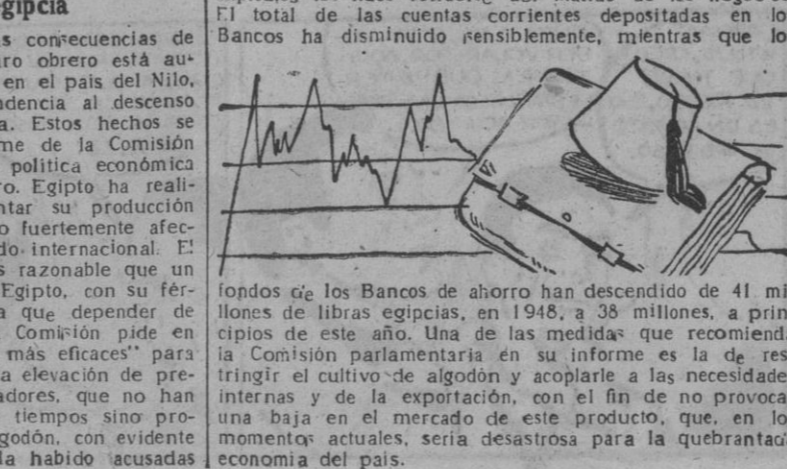 egipcia
s consecuencias de
ro obrero está au-
en el pais del Nilo,
dencia al descenso
a. Estos hechos se
me de la Comisión
politica económica
ro. Egipto ha reali-
ntar su producción
o fuertemente afec-
do internacional. El
s razonable que un
Egipto, con su fér-
a que depender de
Comisión pide en
más eficaces" para
a elevación de pre-
adores, que no han
tiempos sino pro-
godón, con evidente
la habido acusadas
El total de las cuentas corrientes depositadas en lo
Bancos ha disminuido sensiblemente, mientras que lo
fondos de los Bancos de ahorro han descendido de 41 mi
llones de libras egipcias, en 1948, a 38 millones, a prin
cipios de este año. Una de las medidas que recomiend
la Comisión parlamentaria en su informe es la de res
tringir el cultivo de algodón y acoplarle a las necesidade
internas y de la exportación, con el fin de no provoca
una baja en el mercado de este producto, que, en lo
momentos actuales, seria desastrosa para la quebrantad
economia del pais.